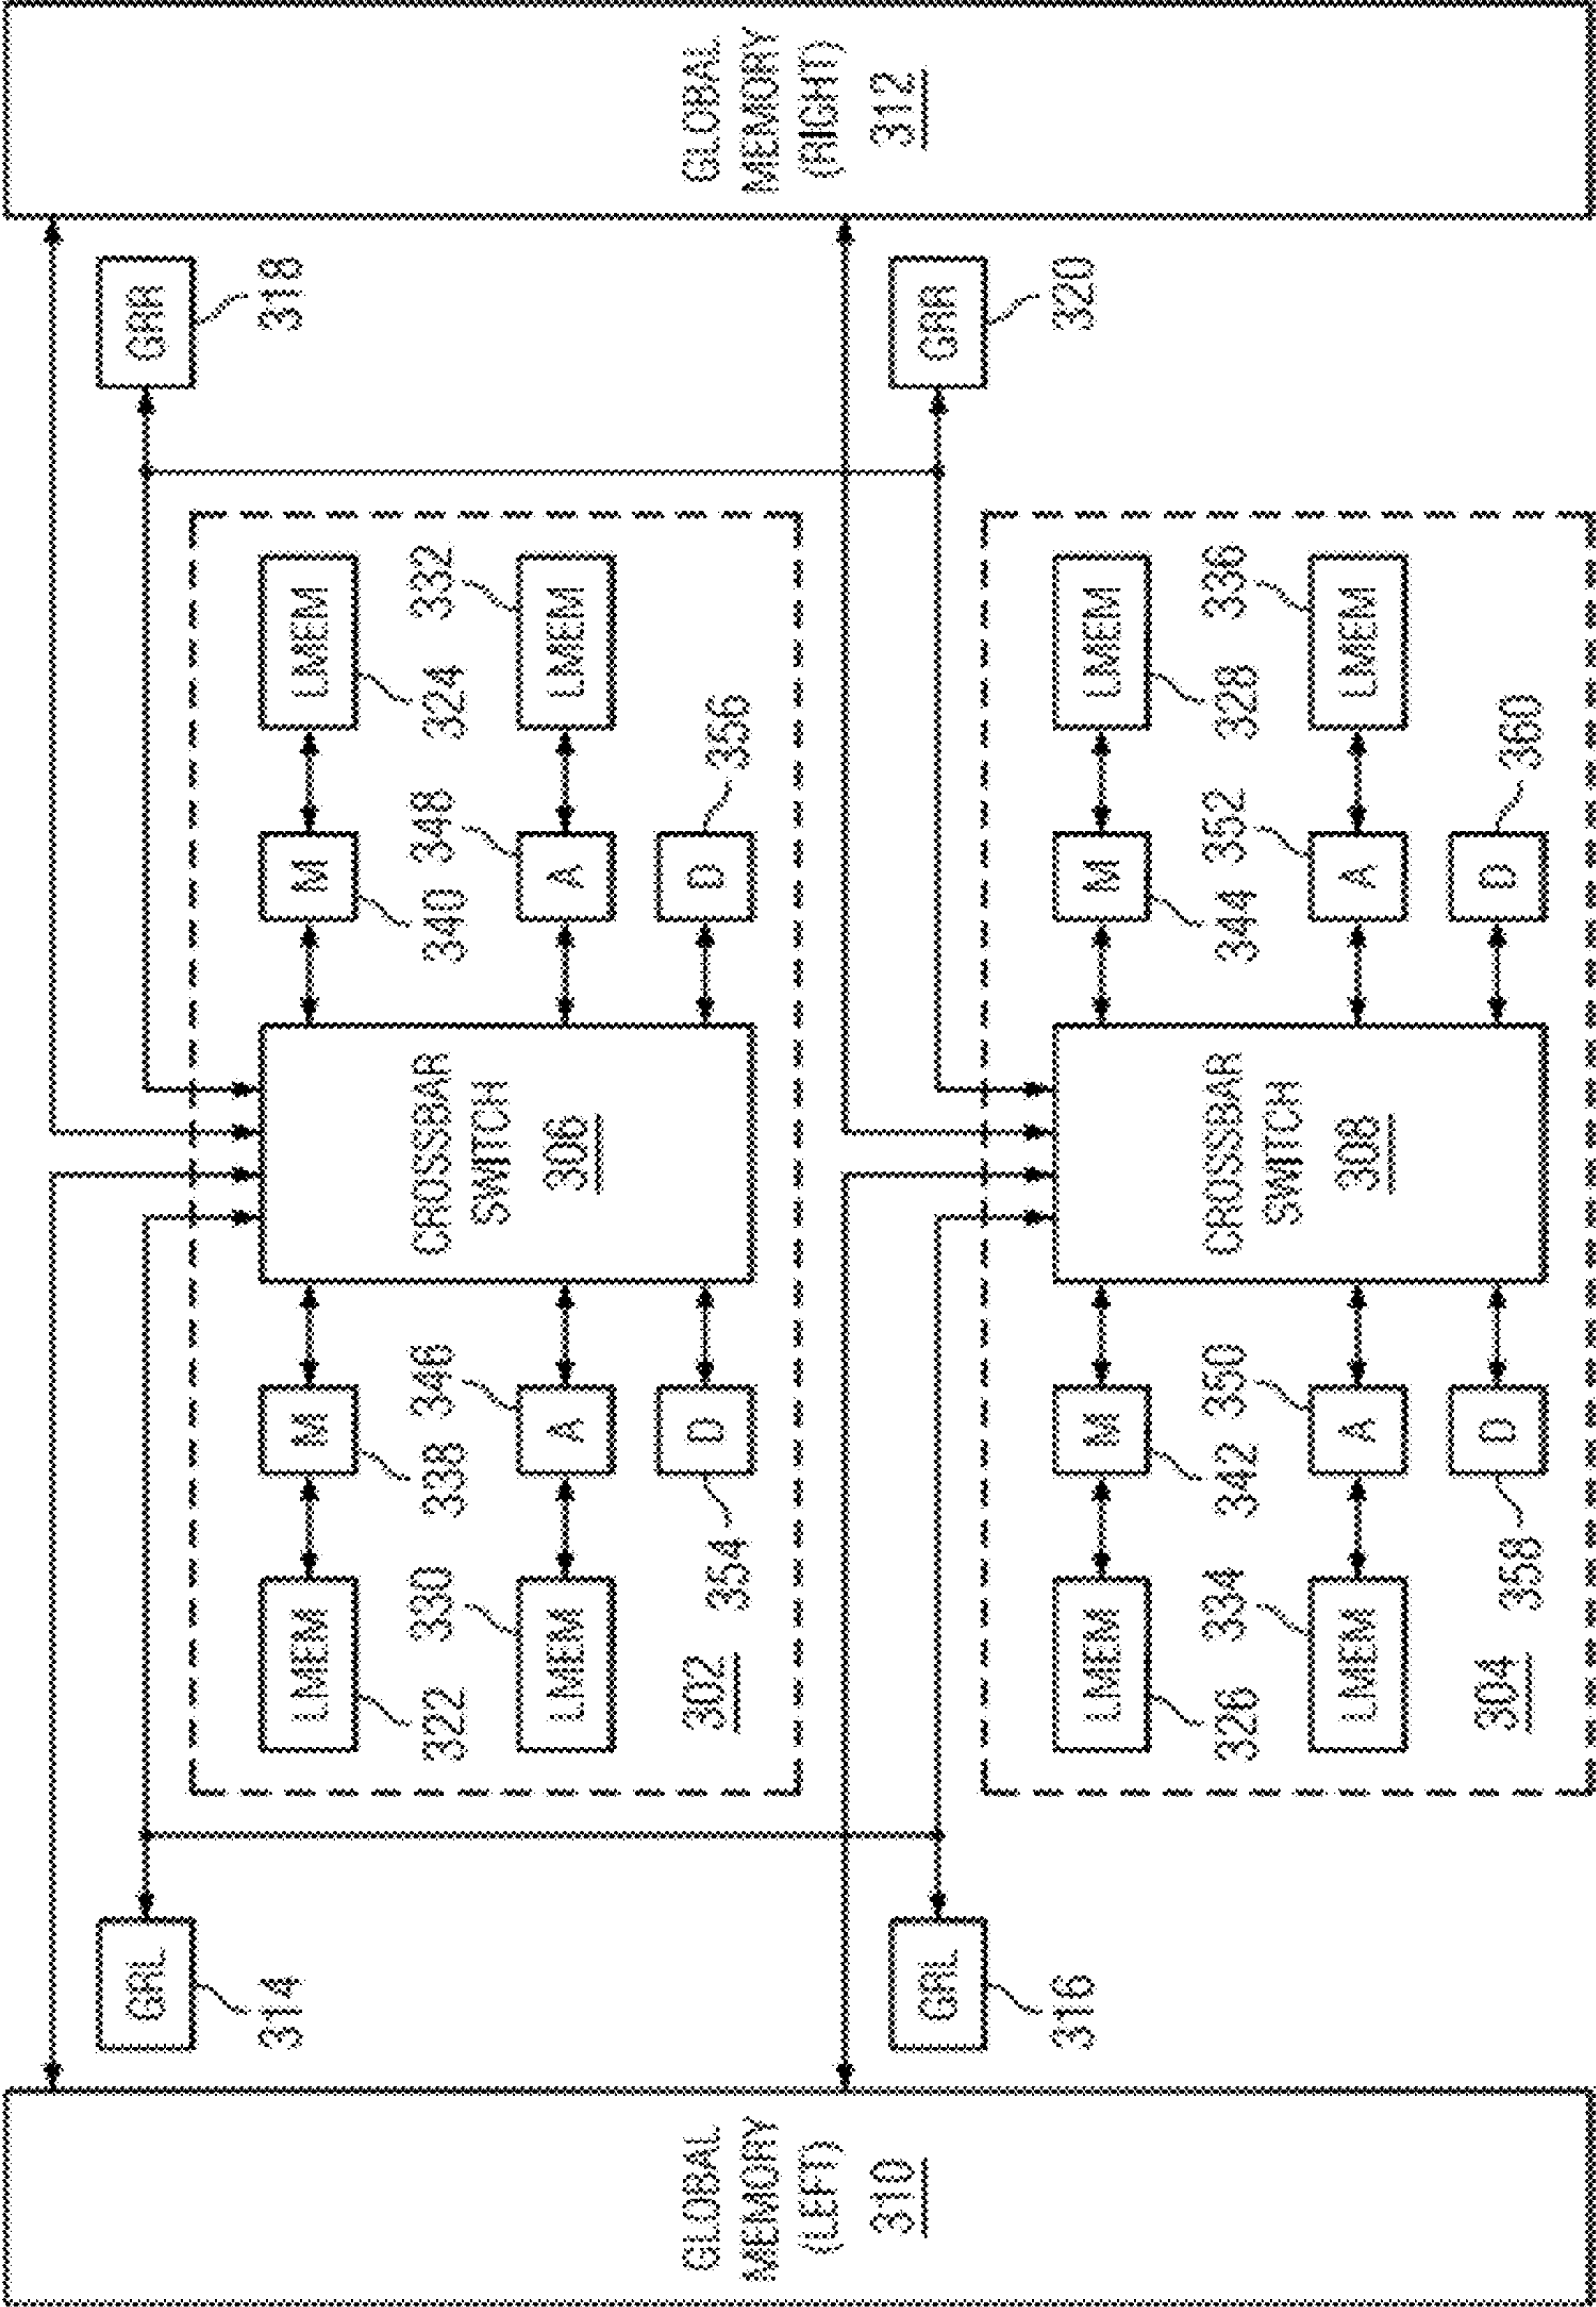 GLOBAL
MEMORY
(LEFT)
310
GRL
314
GRR
318
LMEM
322
M
338
CROSSBAR
SWITCH
306
M
340
LMEM
324
330
LMEM
346
A
348
A
332
LMEM
302
354
D
D
356
GRL
316
GRR
320
LMEM
326
M
342
CROSSBAR
SWITCH
308
M
344
LMEM
328
334
LMEM
350
A
352
A
336
LMEM
304
358
D
D
360
GLOBAL
MEMORY
(RIGHT)
312